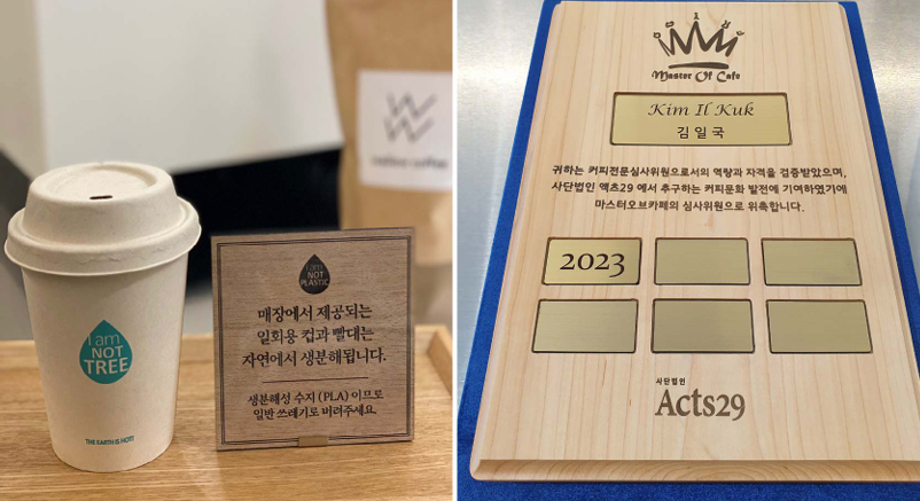 I am
NOT
TREE
THE EARTH IS HOT!
I am
NOT
PLASTIC
매장에서 제공되는
일회용 컵과 빨대는
자연에서 생분해됩니다.
생분해성 수지(PLA) 이므로
일반 쓰레기로 버려주세요.
Master Of Cafe
Kim Il Kuk
김일국
귀하는 커피전문심사위원으로서의 역량과 자격을 검증받았으며,
사단법인 액츠29 에서 추구하는 커피문화 발전에 기여하였기에
마스터오브카페의 심사위원으로 위촉합니다.
2023
사단법인
Acts29